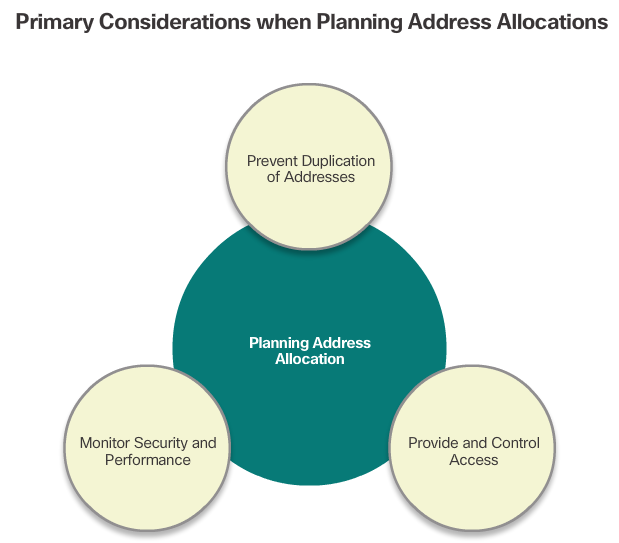 Primary Considerations when Planning Address Allocations
Prevent Duplication
of Addresses
Planning Address
Allocation
Monitor Security and
Performance
Provide and Control
Access